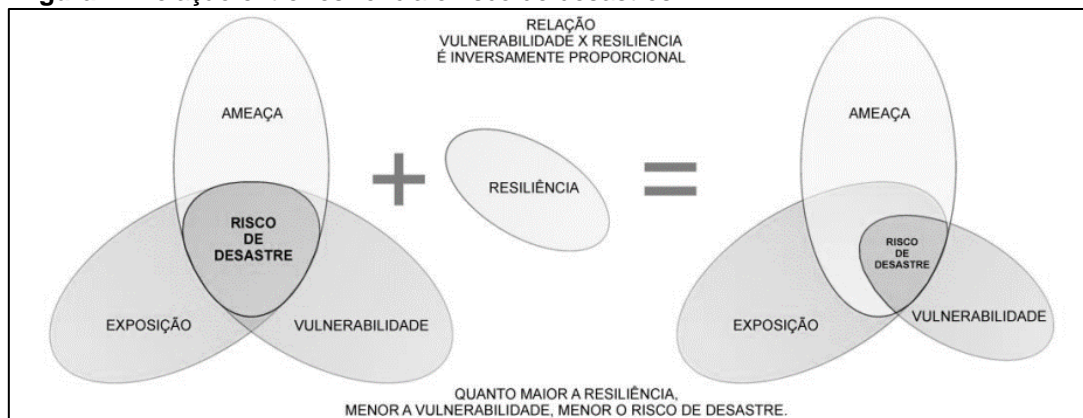 RELAÇÃO
VULNERABILIDADE X RESILIÊNCIA
É INVERSAMENTE PROPORCIONAL
AMEAÇA
RISCO
DE
DESASTRE
EXPOSIÇÃO
VULNERABILIDADE
+
RESILIÊNCIA
=
AMEAÇA
RISCO
DE
DESASTRE
EXPOSIÇÃO
VULNERABILIDADE
QUANTO MAIOR A RESILIÊNCIA,
MENOR A VULNERABILIDADE, MENOR O RISCO DE DESASTRE.